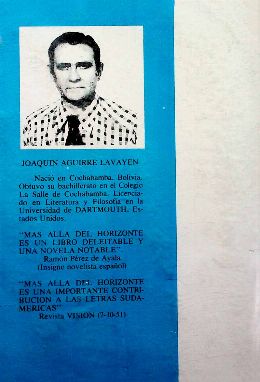 JOAQUIN AGUIRRE LAVAYEN
Nació en Cochabamba, Bolivia.
Obtuvo su bachillerato en el Colegio
La Salle de Cochabamba. Licencia-
do en Literatura y Filosofía en la
Universidad de DARTMOUTH, Es-
tados Unidos.
"MAS ALLA DEL HORIZONTE
ES UN LIBRO DELEITABLE Y
UNA NOVELA NOTABLE".
Ramón Pérez de Ayala
(Insigne novelista español)
"MAS ALLA DEL HORIZONTE
ES UNA IMPORTANTE CONTRI-
BUCION A LAS LETRAS SUDA-
MERICAS"
Revista VISION (7-10-51)